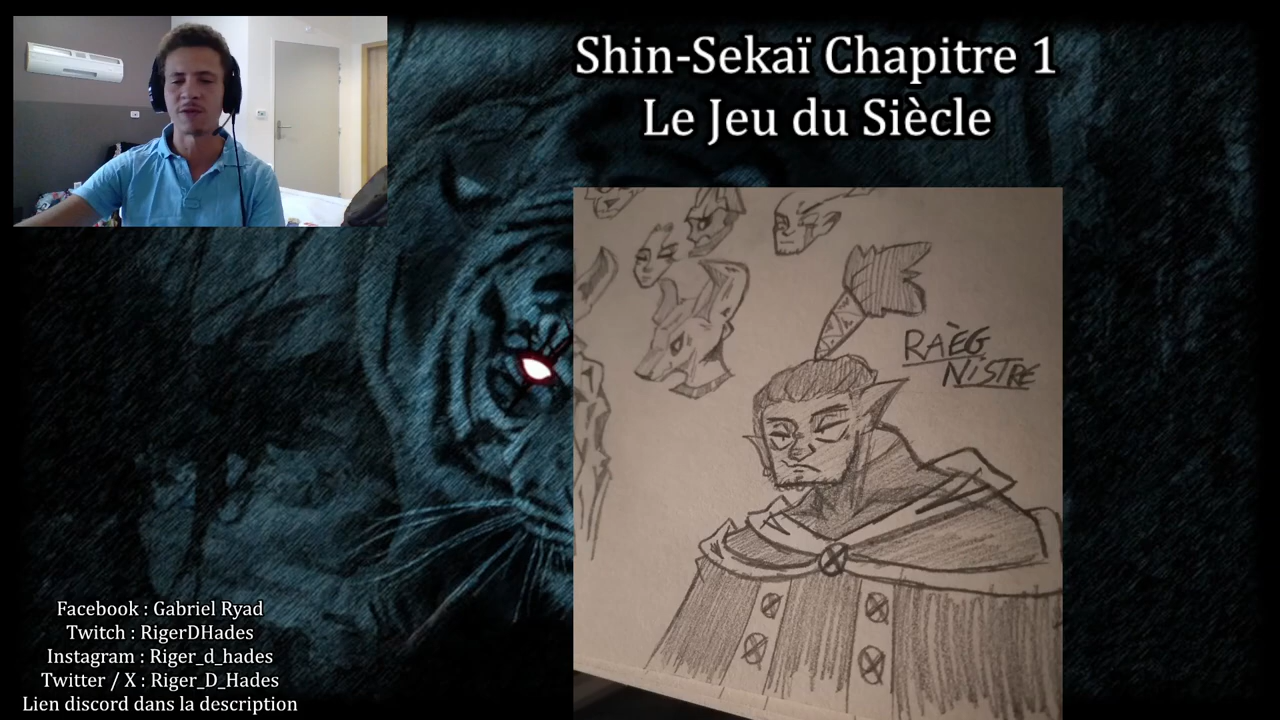 Shin-Sekaï Chapitre 1
Le Jeu du Siècle
RAÈG
NiSTRE
Facebook : Gabriel Ryad
Twitch : RigerDHades
Instagram : Riger_d_hades
Twitter / X : Riger_D_Hades
Lien discord dans la description